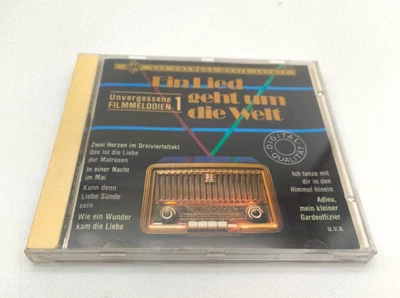 Ein Lied
geht um
die Welt
Unvergessene
FILMMELODIEN 1
DIGITAL
QUALITÄT
Zwei Herzen im Dreivierteltakt
Das ist die Liebe
der Matrosen
In einer Nacht
im Mai
Kann denn
Liebe Sünde
sein
Wie ein Wunder
kam die Liebe
Ich tanze mit
dir in den
Himmel hinein
Adieu,
mein kleiner
Gardeoffizier
u.v.a.